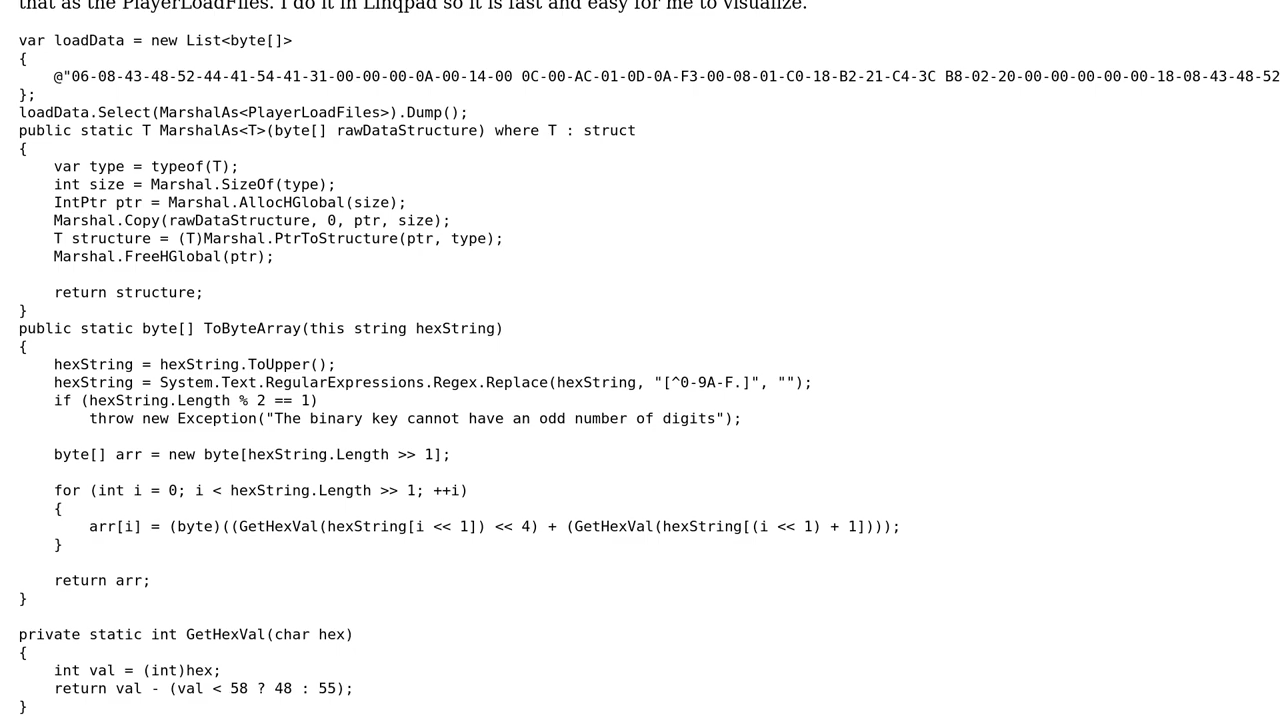 that as the PlayerLoadFiles. I do it in Linqpad so it is fast and easy for me to visualize.
var loadData = new List<byte[]>
{
    @"06-08-43-48-52-44-41-54-41-31-00-00-00-0A-00-14-00 0C-00-AC-01-0D-0A-F3-00-08-01-C0-18-B2-21-C4-3C B8-02-20-00-00-00-00-00-18-08-43-48-52
};
loadData.Select(MarshalAs<PlayerLoadFiles>).Dump();
public static T MarshalAs<T>(byte[] rawDataStructure) where T : struct
{
    var type = typeof(T);
    int size = Marshal.SizeOf(type);
    IntPtr ptr = Marshal.AllocHGlobal(size);
    Marshal.Copy(rawDataStructure, 0, ptr, size);
    T structure = (T)Marshal.PtrToStructure(ptr, type);
    Marshal.FreeHGlobal(ptr);

    return structure;
}
public static byte[] ToByteArray(this string hexString)
{
    hexString = hexString.ToUpper();
    hexString = System.Text.RegularExpressions.Regex.Replace(hexString, "[^0-9A-F.]", "");
    if (hexString.Length % 2 == 1)
        throw new Exception("The binary key cannot have an odd number of digits");

    byte[] arr = new byte[hexString.Length >> 1];

    for (int i = 0; i < hexString.Length >> 1; ++i)
    {
        arr[i] = (byte)((GetHexVal(hexString[i << 1]) << 4) + (GetHexVal(hexString[(i << 1) + 1])));
    }

    return arr;
}

private static int GetHexVal(char hex)
{
    int val = (int)hex;
    return val - (val < 58 ? 48 : 55);
}